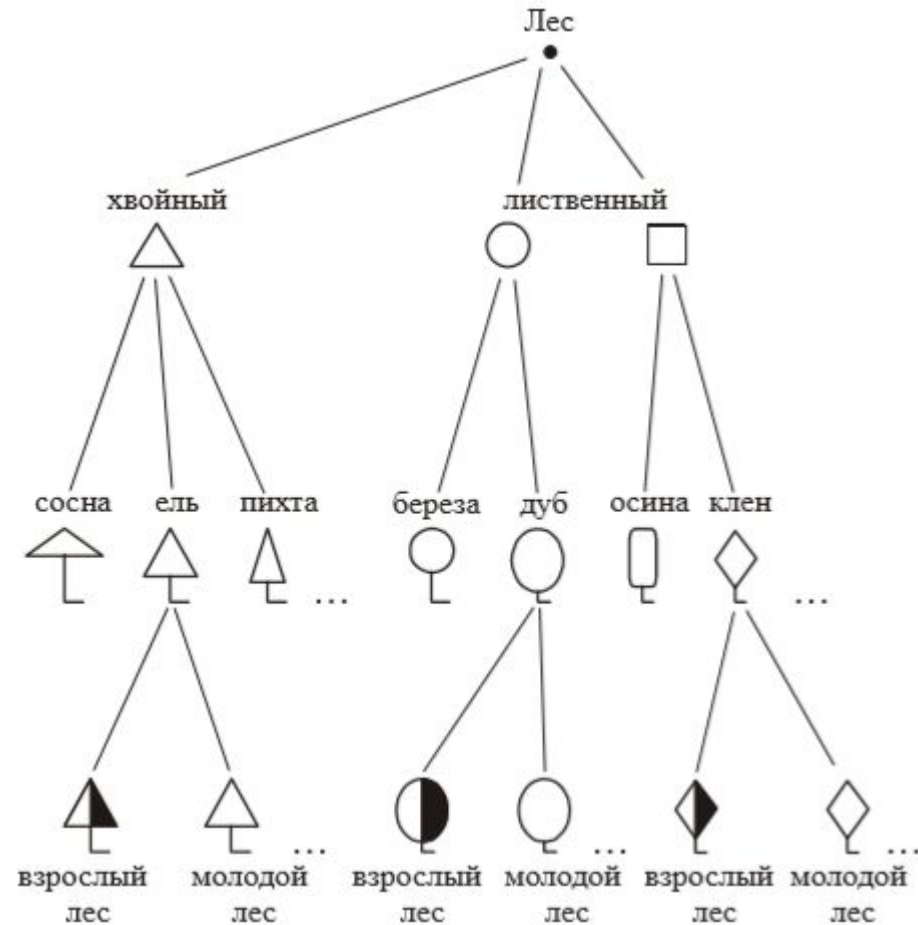 Лес
хвойный лиственный
сосна ель пихта береза дуб осина клен
... ...
... ... ...
взрослый молодой взрослый молодой взрослый молодой
лес лес лес лес лес лес